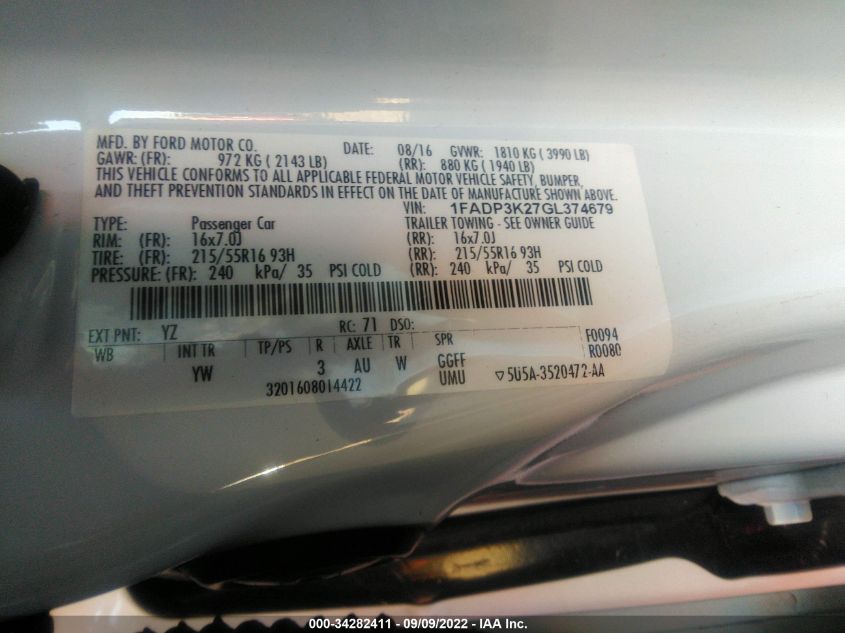 MFD. BY FORD MOTOR CO. DATE: 08/16 GVWR: 1810 KG ( 3990 LB)
GAWR: (FR): 972 KG ( 2143 LB) (RR): 880 KG ( 1940 LB)
THIS VEHICLE CONFORMS TO ALL APPLICABLE FEDERAL MOTOR VEHICLE SAFETY, BUMPER,
AND THEFT PREVENTION STANDARDS IN EFFECT ON THE DATE OF MANUFACTURE SHOWN ABOVE.
VIN: 1FADP3K27GL374679
TYPE: Passenger Car TRAILER TOWING - SEE OWNER GUIDE
RIM: (FR): 16x7.0J (RR): 16x7.0J
TIRE: (FR): 215/55R16 93H (RR): 215/55R16 93H
PRESSURE: (FR): 240 kPa/ 35 PSI COLD (RR): 240 kPa/ 35 PSI COLD
EXT PNT: YZ RC: 71 DSO: F0094
WB INT TR TP/PS R AXLE TR SPR R0080
YW 3 AU W GGFF
UMU ▽5U5A-3520472-AA
3201608014422
000-34282411 - 09/09/2022 - IAA Inc.